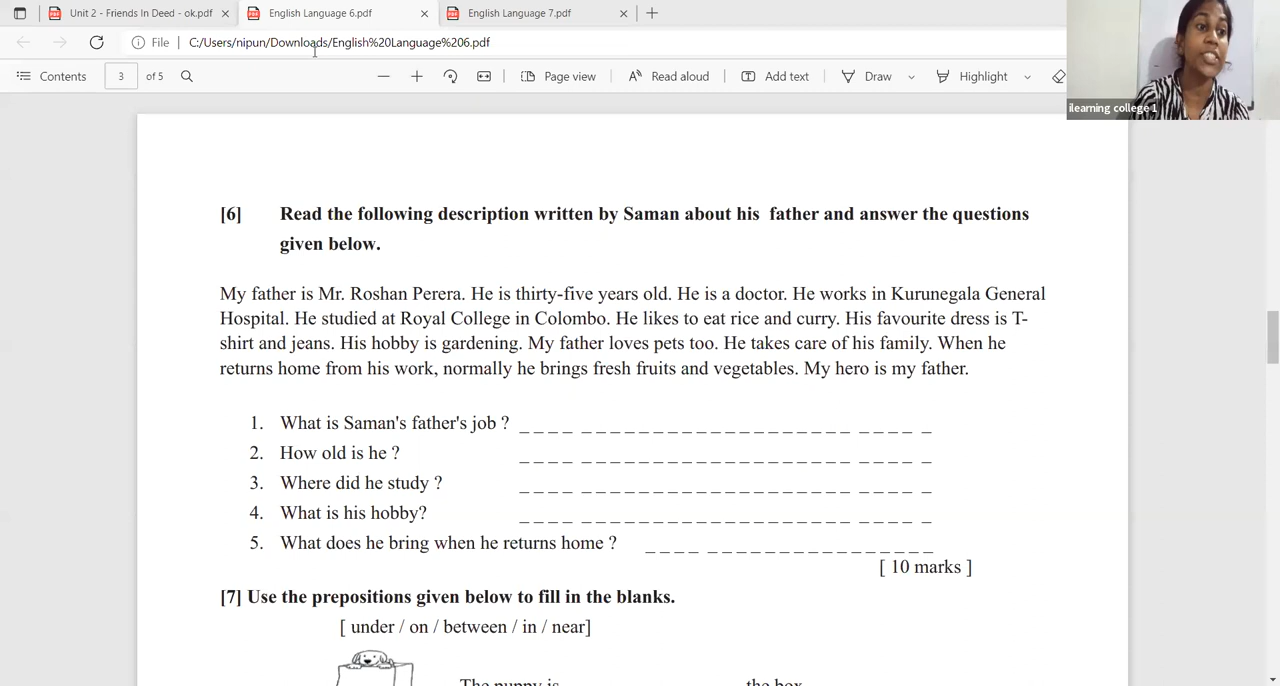 Unit 2 - Friends In Deed - ok.pdf
English Language 6.pdf
English Language 7.pdf
File
C:/Users/nipun/Downloads/English%20Language%206.pdf
Contents
3
of 5
Page view
Read aloud
Add text
Draw
Highlight
ilearning college 1
[6] Read the following description written by Saman about his father and answer the questions
given below.
My father is Mr. Roshan Perera. He is thirty-five years old. He is a doctor. He works in Kurunegala General
Hospital. He studied at Royal College in Colombo. He likes to eat rice and curry. His favourite dress is T-
shirt and jeans. His hobby is gardening. My father loves pets too. He takes care of his family. When he
returns home from his work, normally he brings fresh fruits and vegetables. My hero is my father.
1. What is Saman's father's job ? _ _ _ _ _ _ _ _ _ _ _ _ _ _ _ _ _ _ _ _ _ _ _ _ _ _ _ _
2. How old is he ? _ _ _ _ _ _ _ _ _ _ _ _ _ _ _ _ _ _ _ _ _ _ _ _ _ _ _ _
3. Where did he study ? _ _ _ _ _ _ _ _ _ _ _ _ _ _ _ _ _ _ _ _ _ _ _ _ _ _ _ _
4. What is his hobby? _ _ _ _ _ _ _ _ _ _ _ _ _ _ _ _ _ _ _ _ _ _ _ _ _ _ _ _
5. What does he bring when he returns home ? _ _ _ _ _ _ _ _ _ _ _ _ _ _ _ _ _ _ _ _
[ 10 marks ]
[7] Use the prepositions given below to fill in the blanks.
[ under / on / between / in / near]
The puppy is the box